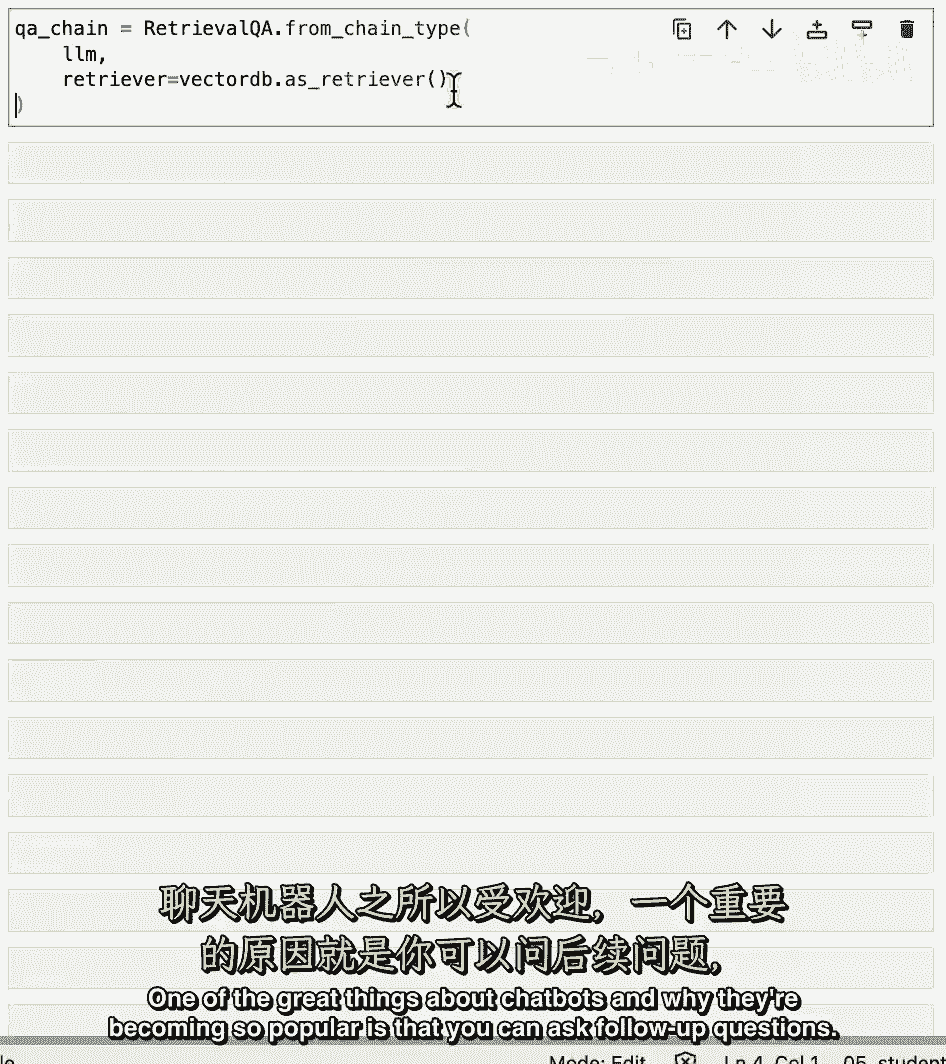 qa_chain = RetrievalQA.from_chain_type(
    llm,
    retriever=vectordb.as_retriever()
)
聊天机器人之所以受欢迎，一个重要
的原因就是你可以问后续问题，
One of the great things about chatbots and why they're
becoming so popular is that you can ask follow-up questions.
Mode: Edit Ln 4, Col 1 05_student